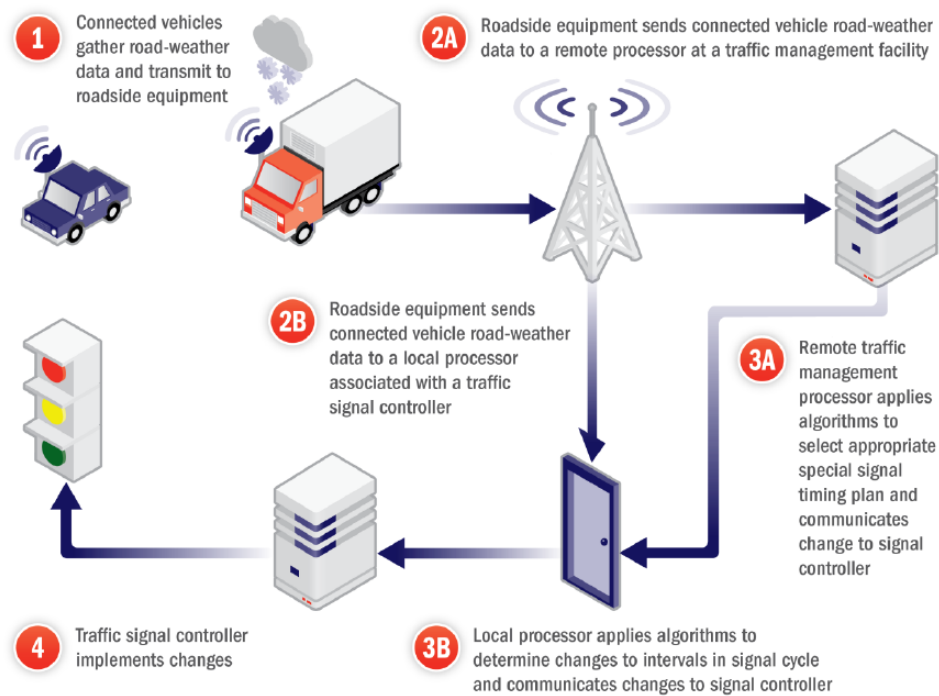 1
Connected vehicles
gather road-weather
data and transmit to
roadside equipment
2A
Roadside equipment sends connected vehicle road-weather
data to a remote processor at a traffic management facility
2B
Roadside equipment sends
connected vehicle road-weather
data to a local processor
associated with a traffic
signal controller
3A
Remote traffic
management
processor applies
algorithms to
select appropriate
special signal
timing plan and
communicates
change to signal
controller
3B
Local processor applies algorithms to
determine changes to intervals in signal cycle
and communicates changes to signal controller
4
Traffic signal controller
implements changes